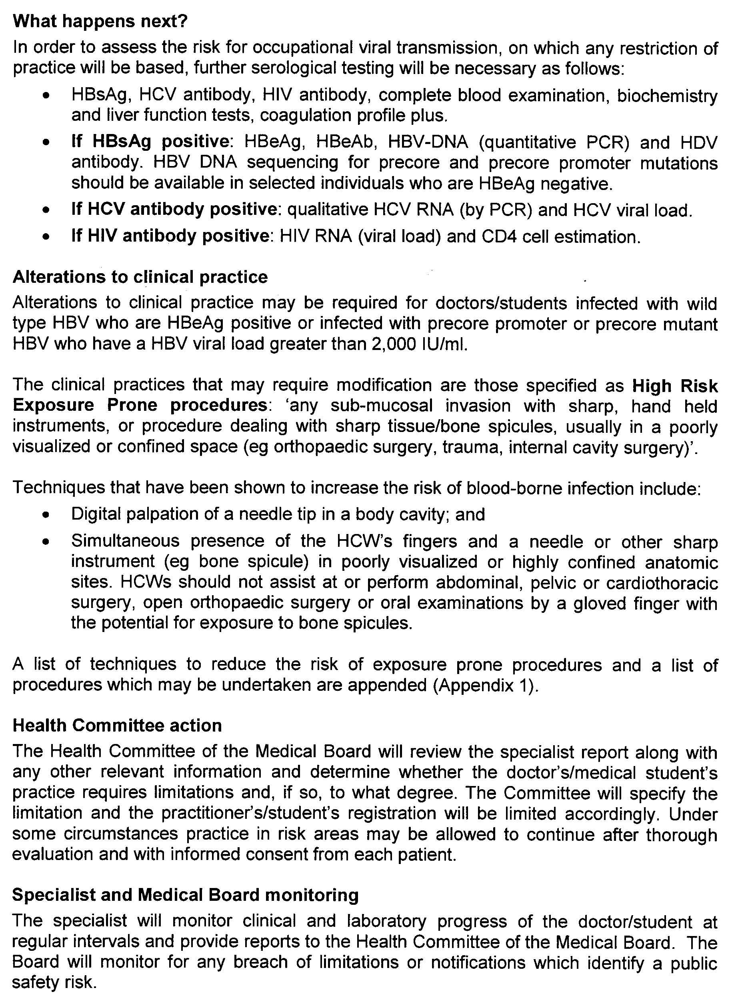 What happens next?
In order to assess the risk for occupational viral transmission, on which any restriction of
practice will be based, further serological testing will be necessary as follows:
• HBsAg, HCV antibody, HIV antibody, complete blood examination, biochemistry
and liver function tests, coagulation profile plus.
• If HBsAg positive: HBeAg, HBeAb, HBV-DNA (quantitative PCR) and HDV
antibody. HBV DNA sequencing for precore and precore promoter mutations
should be available in selected individuals who are HBeAg negative.
• If HCV antibody positive: qualitative HCV RNA (by PCR) and HCV viral load.
• If HIV antibody positive: HIV RNA (viral load) and CD4 cell estimation.
Alterations to clinical practice
Alterations to clinical practice may be required for doctors/students infected with wild
type HBV who are HBeAg positive or infected with precore promoter or precore mutant
HBV who have a HBV viral load greater than 2,000 IU/ml.
The clinical practices that may require modification are those specified as High Risk
Exposure Prone procedures: ‘any sub-mucosal invasion with sharp, hand held
instruments, or procedure dealing with sharp tissue/bone spicules, usually in a poorly
visualized or confined space (eg orthopaedic surgery, trauma, internal cavity surgery)’.
Techniques that have been shown to increase the risk of blood-borne infection include:
• Digital palpation of a needle tip in a body cavity; and
• Simultaneous presence of the HCW’s fingers and a needle or other sharp
instrument (eg bone spicule) in poorly visualized or highly confined anatomic
sites. HCWs should not assist at or perform abdominal, pelvic or cardiothoracic
surgery, open orthopaedic surgery or oral examinations by a gloved finger with
the potential for exposure to bone spicules.
A list of techniques to reduce the risk of exposure prone procedures and a list of
procedures which may be undertaken are appended (Appendix 1).
Health Committee action
The Health Committee of the Medical Board will review the specialist report along with
any other relevant information and determine whether the doctor’s/medical student’s
practice requires limitations and, if so, to what degree. The Committee will specify the
limitation and the practitioner’s/student’s registration will be limited accordingly. Under
some circumstances practice in risk areas may be allowed to continue after thorough
evaluation and with informed consent from each patient.
Specialist and Medical Board monitoring
The specialist will monitor clinical and laboratory progress of the doctor/student at
regular intervals and provide reports to the Health Committee of the Medical Board. The
Board will monitor for any breach of limitations or notifications which identify a public
safety risk.